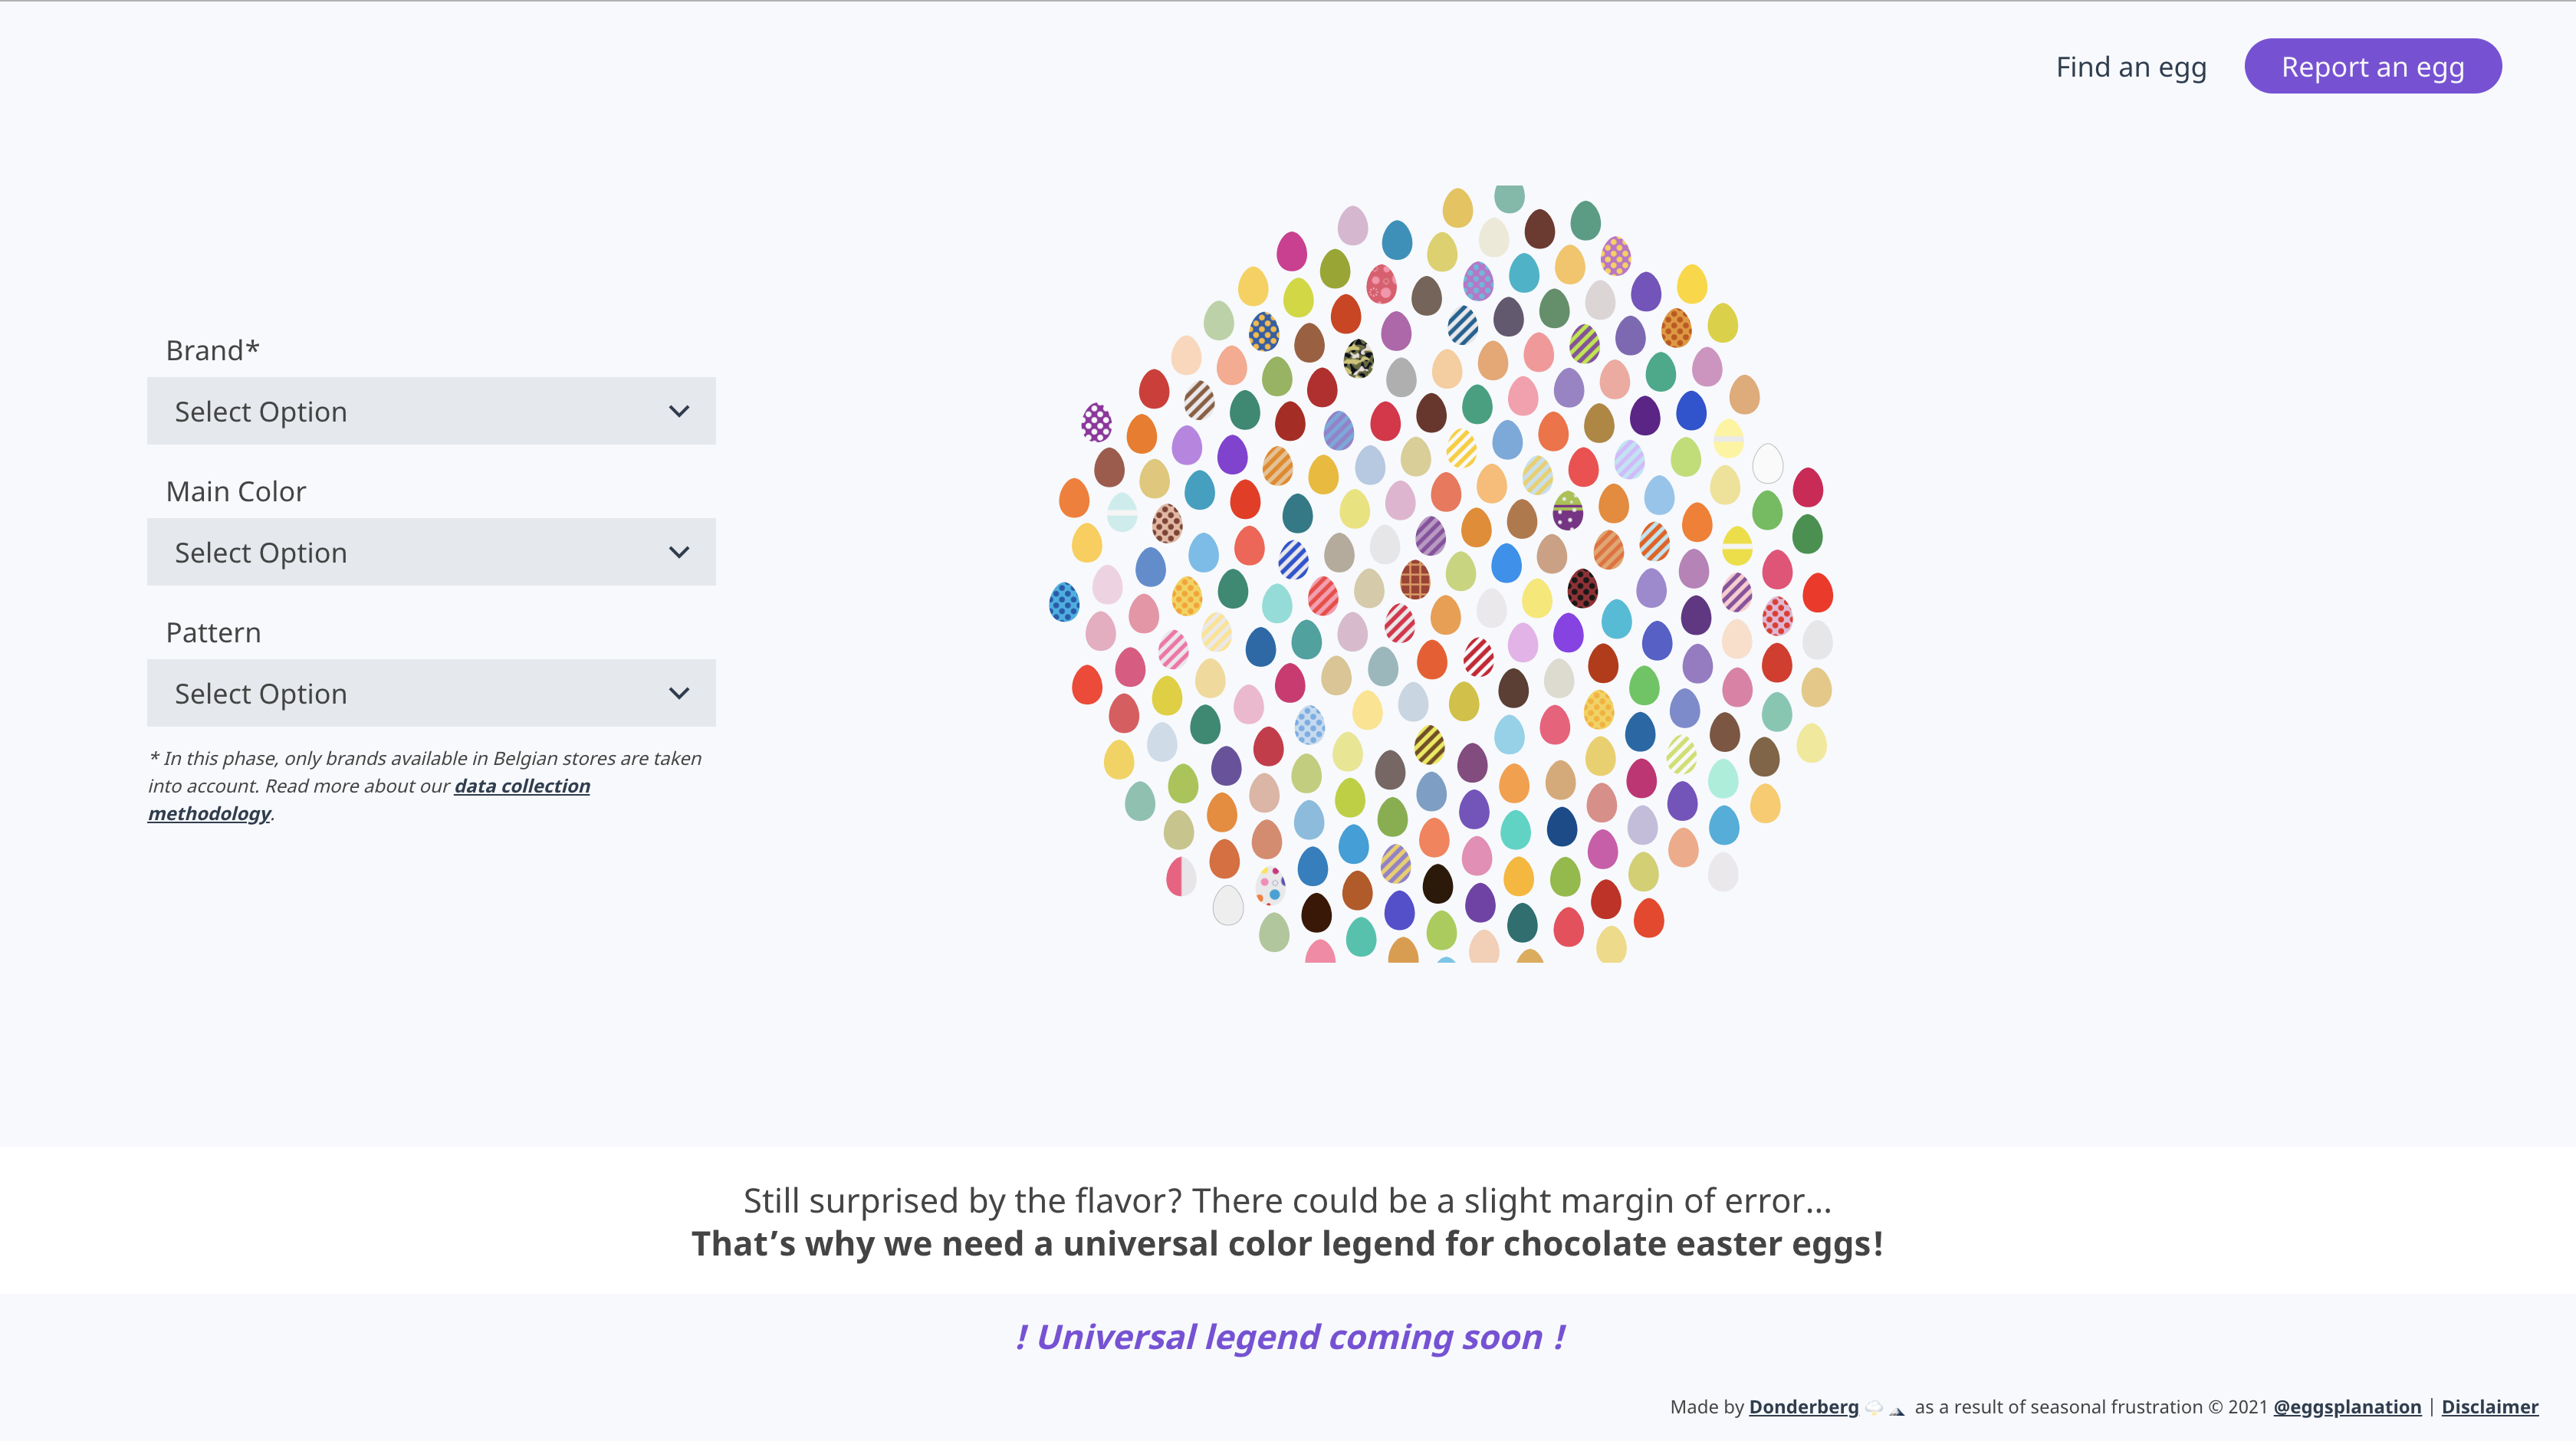 Find an egg
Report an egg
Brand*
Select Option
Main Color
Select Option
Pattern
Select Option
* In this phase, only brands available in Belgian stores are taken
into account. Read more about our data collection
methodology.
Still surprised by the flavor? There could be a slight margin of error...
That’s why we need a universal color legend for chocolate easter eggs!
! Universal legend coming soon !
Made by Donderberg 🌩️ 🏔️ as a result of seasonal frustration © 2021 @eggsplanation | Disclaimer